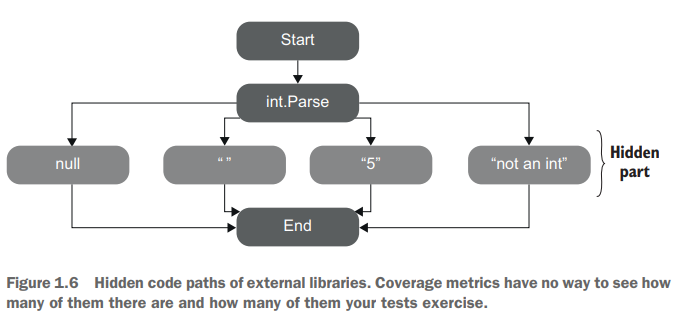 Start
int.Parse
null
“ ”
“5”
“not an int”
Hidden
part
End
Figure 1.6 Hidden code paths of external libraries. Coverage metrics have no way to see how
many of them there are and how many of them your tests exercise.